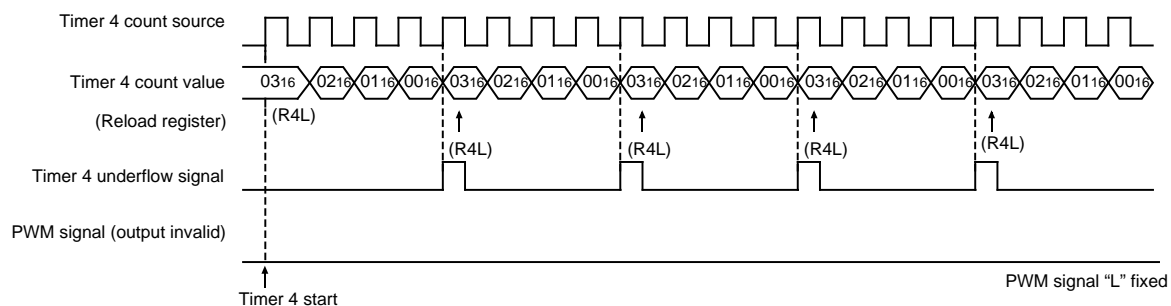 Timer 4 count source
Timer 4 count value
0316 0216 0116 0016 0316 0216 0116 0016 0316 0216 0116 0016 0316 0216 0116 0016 0316 0216 0116 0016
(Reload register)
(R4L)
(R4L) (R4L) (R4L) (R4L)
Timer 4 underflow signal
PWM signal (output invalid)
PWM signal “L” fixed
Timer 4 start